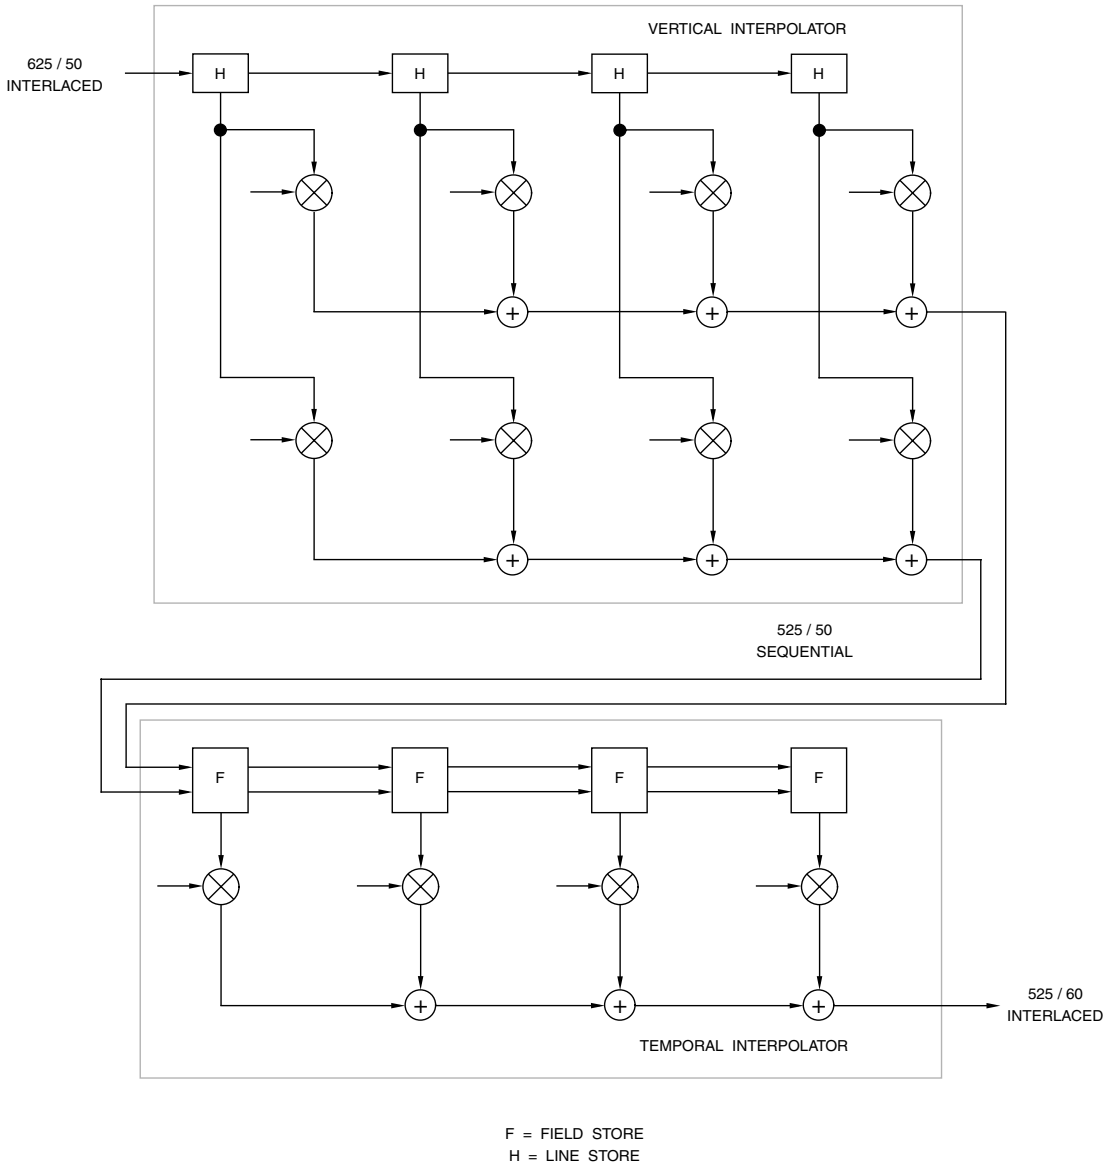 VERTICAL INTERPOLATOR
625 / 50
INTERLACED
H
H
H
H
+
+
+
+
+
+
525 / 50
SEQUENTIAL
F
F
F
F
+
+
+
525 / 60
INTERLACED
TEMPORAL INTERPOLATOR
F = FIELD STORE
H = LINE STORE